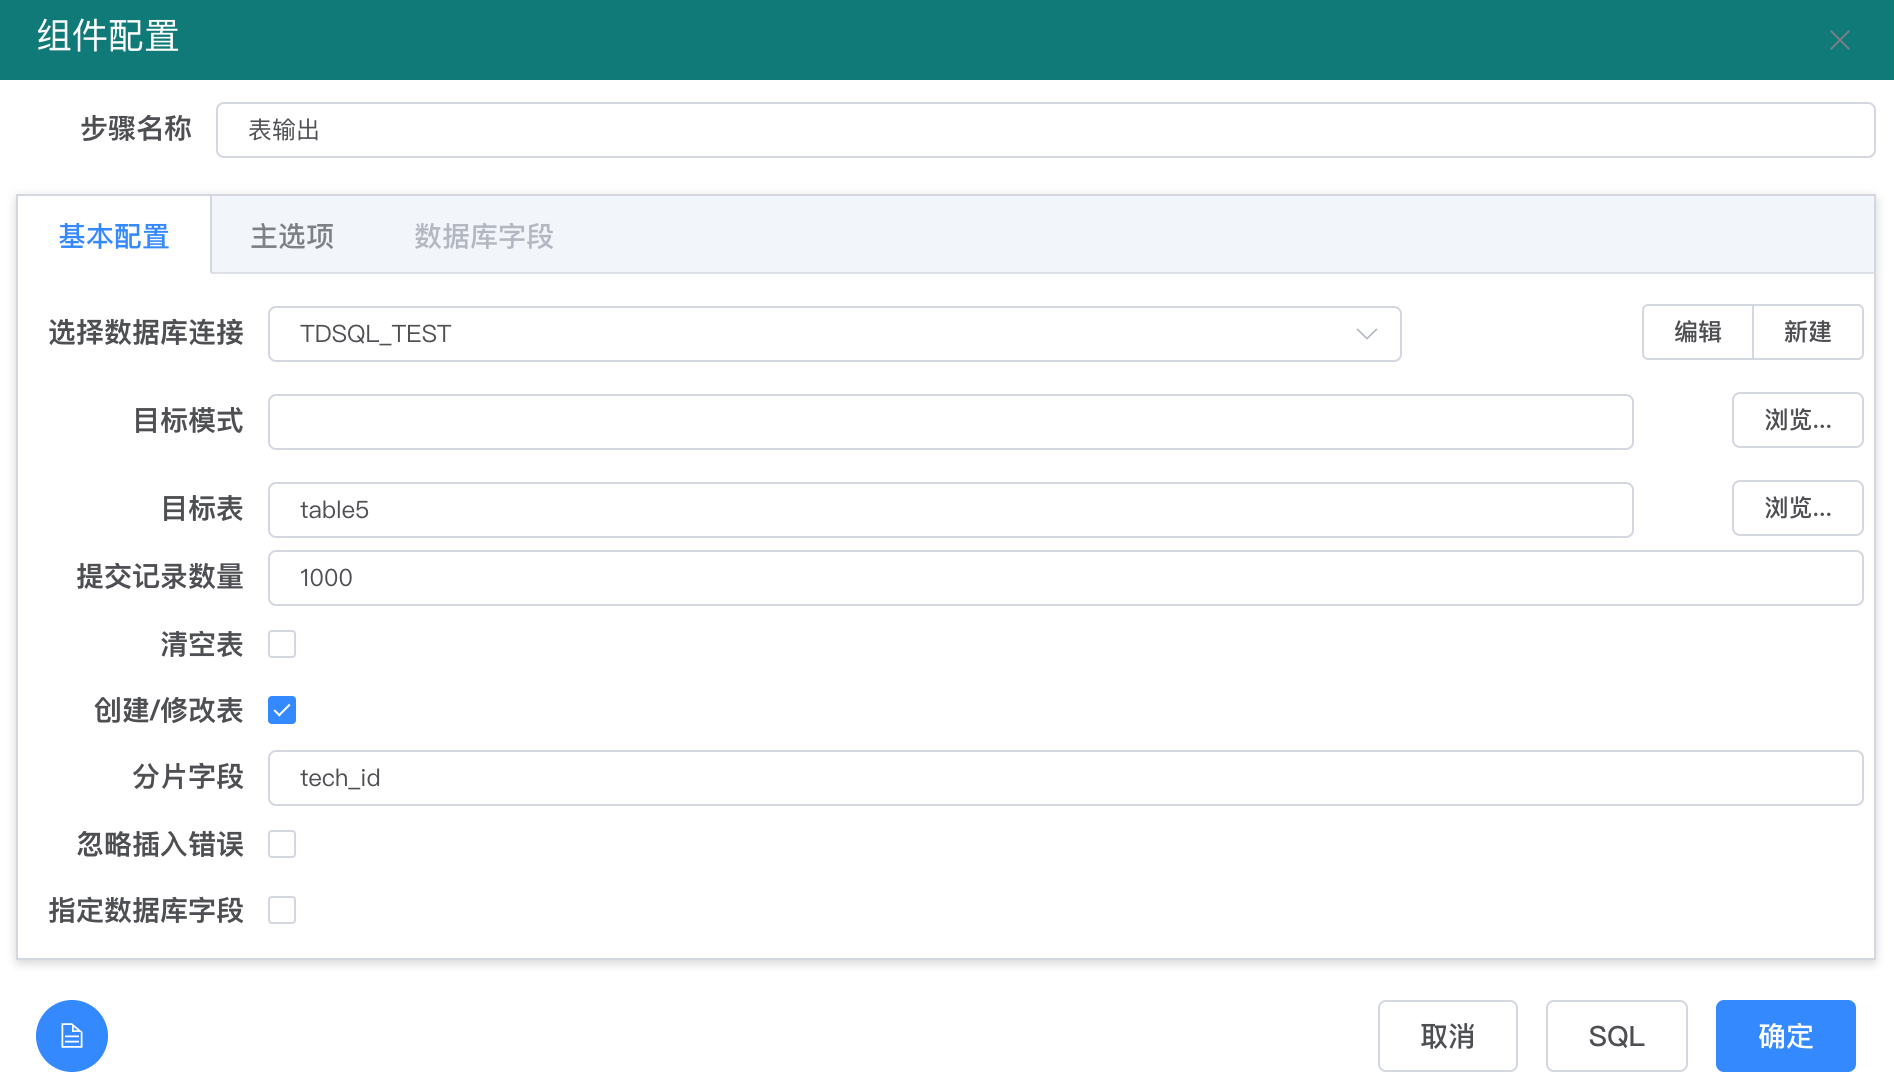 组件配置
步骤名称 表输出
基本配置 主选项 数据库字段
选择数据库连接 TDSQL_TEST 编辑 新建
目标模式 浏览...
目标表 table5 浏览...
提交记录数量 1000
清空表
创建/修改表
分片字段 tech_id
忽略插入错误
指定数据库字段
取消 SQL 确定